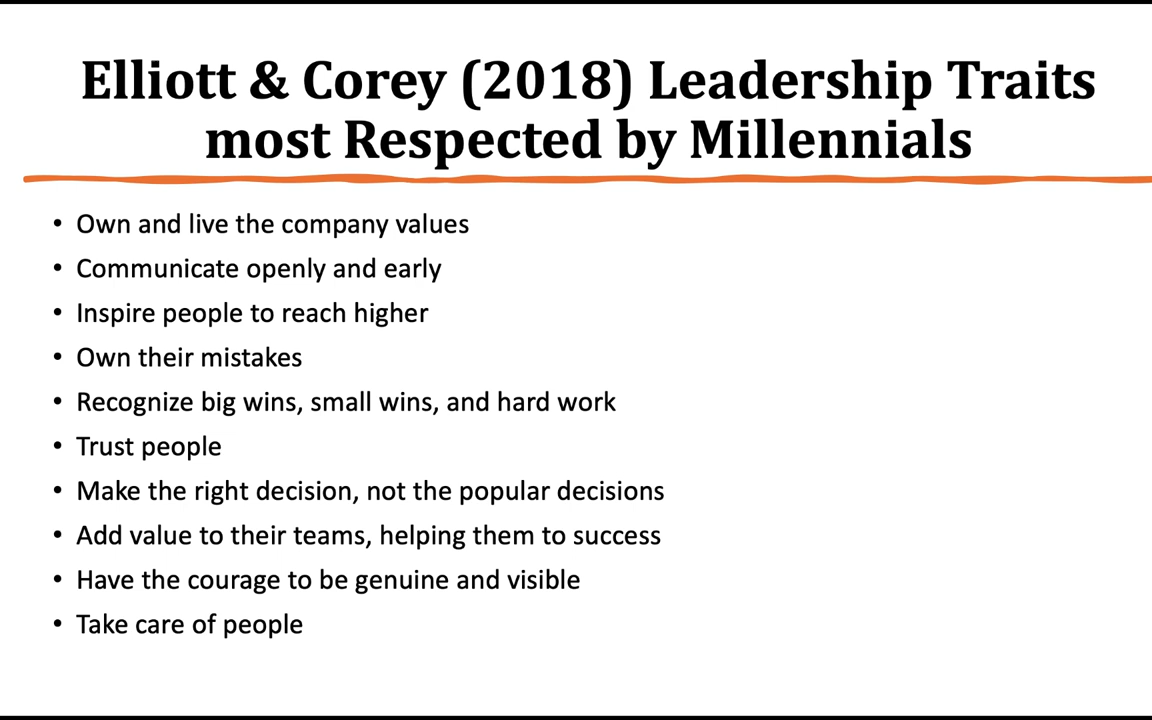 Elliott & Corey (2018) Leadership Traits
most Respected by Millennials
• Own and live the company values
• Communicate openly and early
• Inspire people to reach higher
• Own their mistakes
• Recognize big wins, small wins, and hard work
• Trust people
• Make the right decision, not the popular decisions
• Add value to their teams, helping them to success
• Have the courage to be genuine and visible
• Take care of people